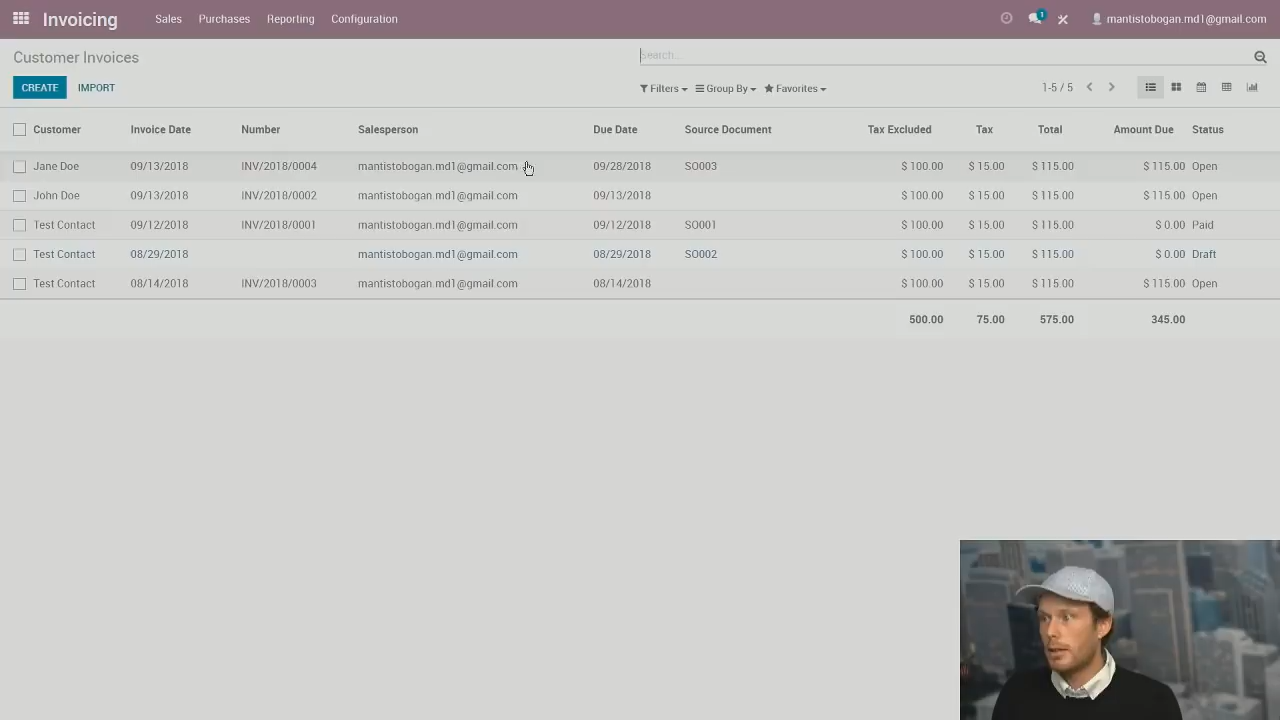 Invoicing Sales Purchases Reporting Configuration 1 mantistobogan.md1@gmail.com
Customer Invoices Search...
CREATE IMPORT Filters Group By Favorites 1-5 / 5
Customer Invoice Date Number Salesperson Due Date Source Document Tax Excluded Tax Total Amount Due Status
Jane Doe 09/13/2018 INV/2018/0004 mantistobogan.md1@gmail.com 09/28/2018 SO003 $ 100.00 $ 15.00 $ 115.00 $ 115.00 Open
John Doe 09/13/2018 INV/2018/0002 mantistobogan.md1@gmail.com 09/13/2018 $ 100.00 $ 15.00 $ 115.00 $ 115.00 Open
Test Contact 09/12/2018 INV/2018/0001 mantistobogan.md1@gmail.com 09/12/2018 SO001 $ 100.00 $ 15.00 $ 115.00 $ 0.00 Paid
Test Contact 08/29/2018 mantistobogan.md1@gmail.com 08/29/2018 SO002 $ 100.00 $ 15.00 $ 115.00 $ 0.00 Draft
Test Contact 08/14/2018 INV/2018/0003 mantistobogan.md1@gmail.com 08/14/2018 $ 100.00 $ 15.00 $ 115.00 $ 115.00 Open
500.00 75.00 575.00 345.00